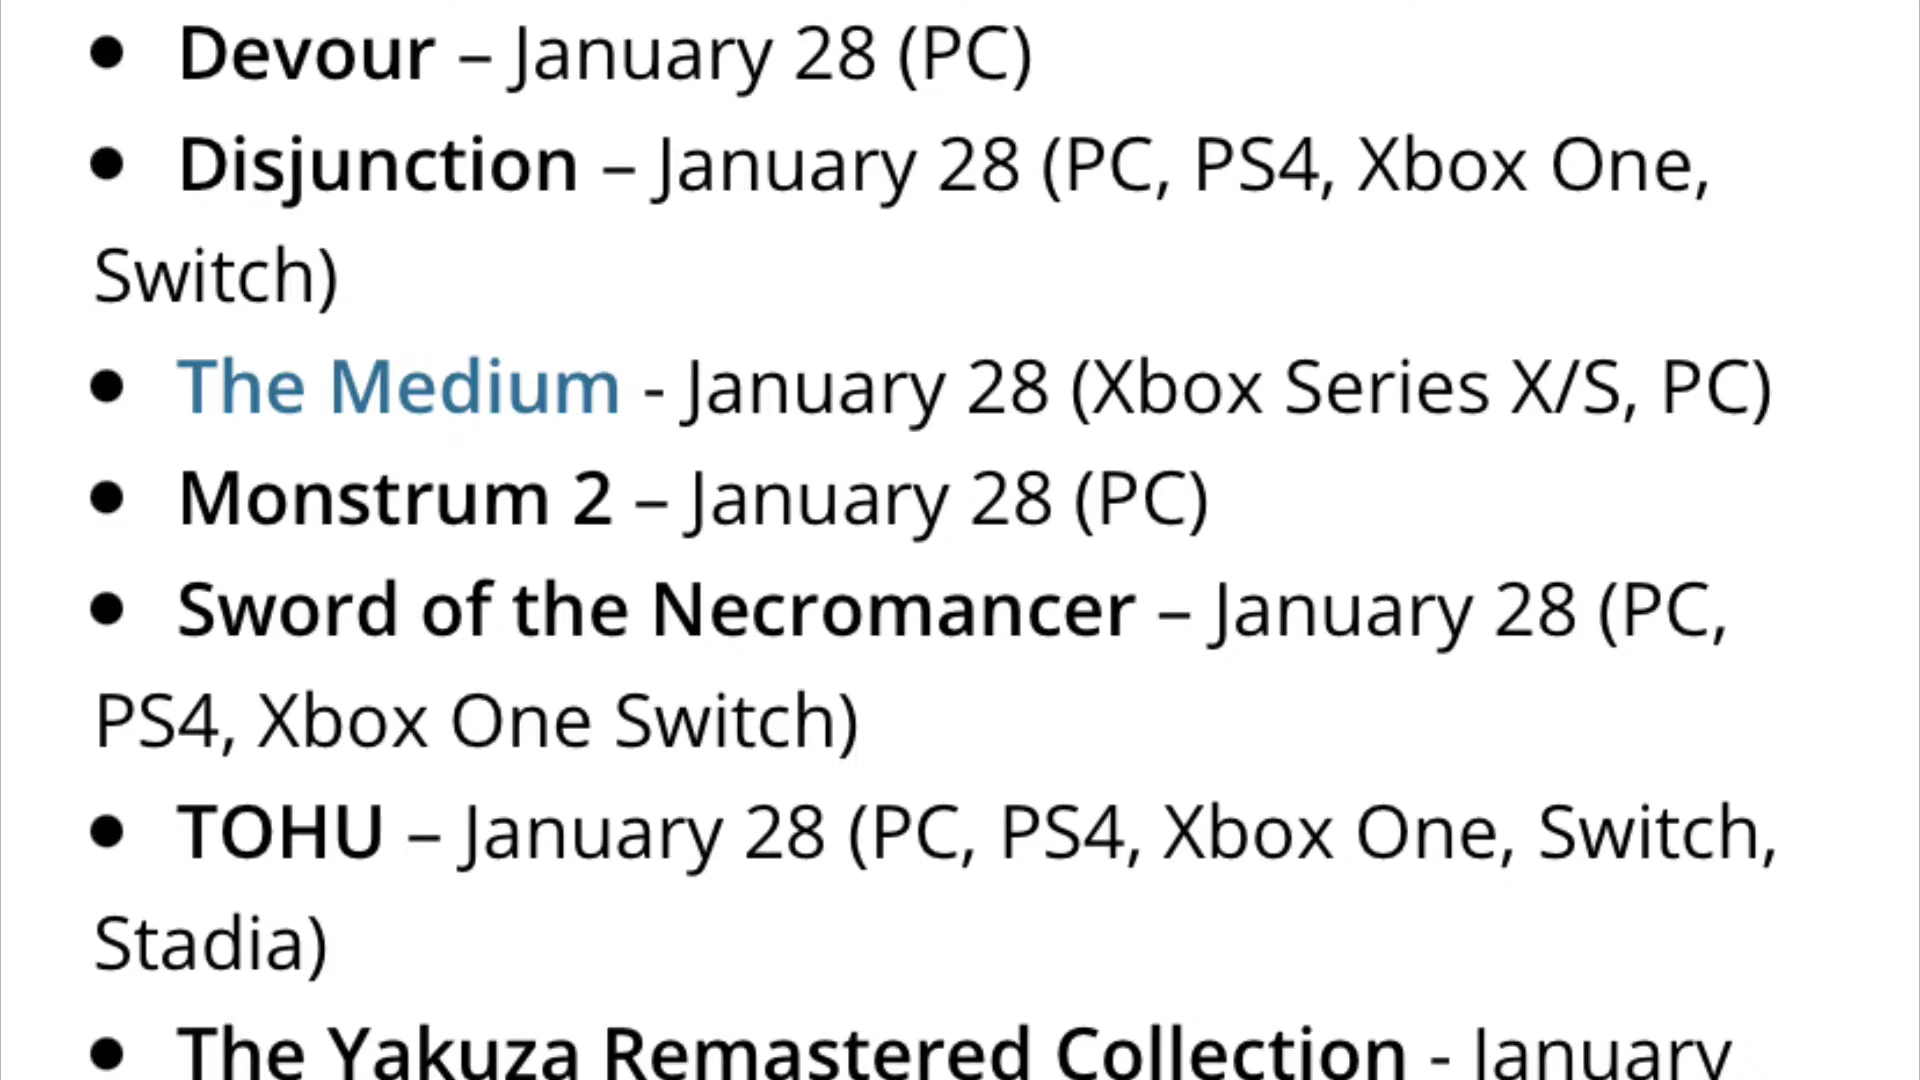 ● Devour – January 28 (PC)
● Disjunction – January 28 (PC, PS4, Xbox One,
Switch)
● The Medium - January 28 (Xbox Series X/S, PC)
● Monstrum 2 – January 28 (PC)
● Sword of the Necromancer – January 28 (PC,
PS4, Xbox One Switch)
● TOHU – January 28 (PC, PS4, Xbox One, Switch,
Stadia)
● The Yakuza Remastered Collection - January